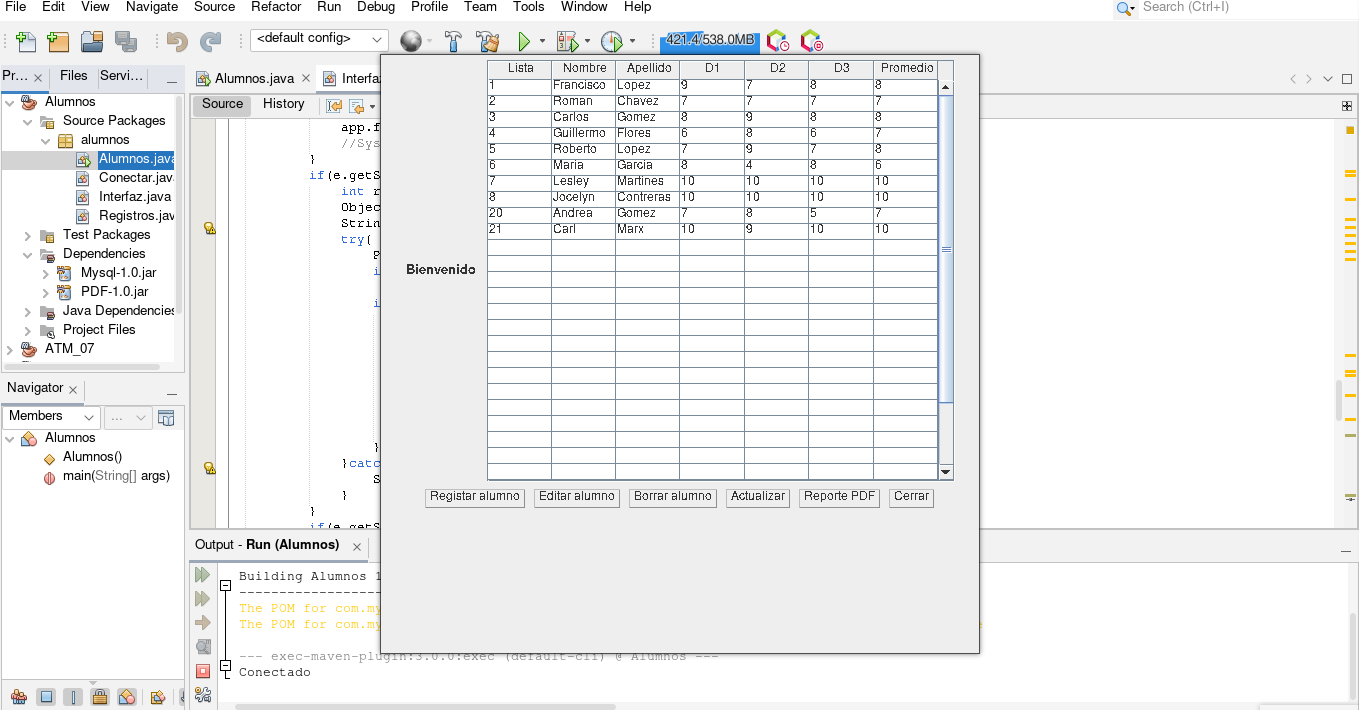 File Edit View Navigate Source Refactor Run Debug Profile Team Tools Window Help Search (Ctrl+I)
<default config> 421.4/538.0MB
Pr... Files Servi... Alumnos.java Interfa
Source History
Alumnos
Source Packages
alumnos
Alumnos.java
Conectar.jav
Interfaz.java
Registros.jav
Test Packages
Dependencies
Mysql-1.0.jar
PDF-1.0.jar
Java Dependencies
Project Files
ATM_07
Navigator
Members ...
Alumnos
Alumnos()
main(String[] args)
app.f
//Sys
}
if(e.getS
int r
Objec
Strin
try{
P
i
i
}
}catc
S
}
}
if(e.getS
Lista Nombre Apellido D1 D2 D3 Promedio
1 Francisco Lopez 9 7 8 8
2 Roman Chavez 7 7 7 7
3 Carlos Gomez 8 9 8 8
4 Guillermo Flores 6 8 6 7
5 Roberto Lopez 7 9 7 8
6 Maria Garcia 8 4 8 6
7 Lesley Martines 10 10 10 10
8 Jocelyn Contreras 10 10 10 10
20 Andrea Gomez 7 8 5 7
21 Carl Marx 10 9 10 10
Bienvenido
Registar alumno Editar alumno Borrar alumno Actualizar Reporte PDF Cerrar
Output - Run (Alumnos)
Building Alumnos 1
The POM for com.my
The POM for com.my
--- exec-maven-plugin:3.0.0:exec (default-cli) @ Alumnos ---
Conectado